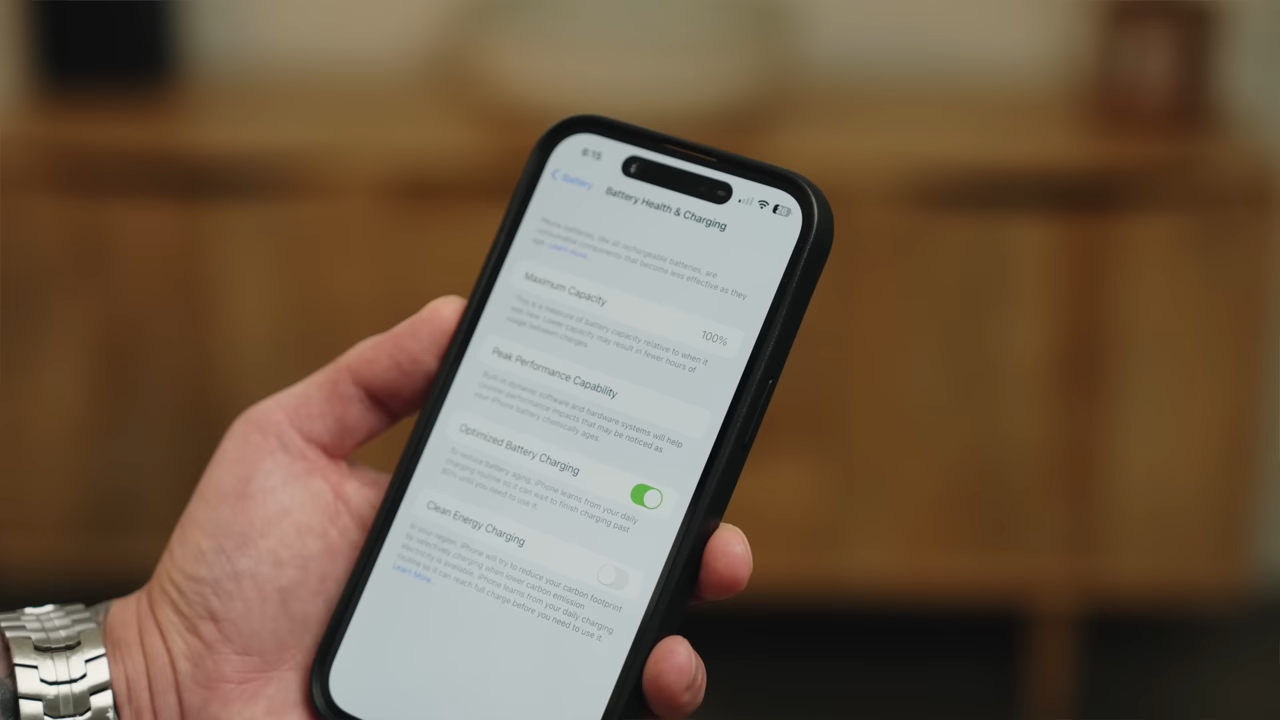 6:15
Battery
Battery Health & Charging
Phone batteries, like all rechargeable batteries, are
consumable components that become less effective as they
age. Learn more...
Maximum Capacity
100%
This is a measure of battery capacity relative to when it
was new. Lower capacity may result in fewer hours of
usage between charges.
Peak Performance Capability
Built-in dynamic software and hardware systems will help
counter performance impacts that may be noticed as
your iPhone battery chemically ages.
Optimized Battery Charging
To reduce battery aging, iPhone learns from your daily
charging routine so it can wait to finish charging past
80% until you need to use it.
Clean Energy Charging
In your region, iPhone will try to reduce your carbon footprint
by selectively charging when lower carbon emission
electricity is available. iPhone learns from your daily charging
routine so it can reach full charge before you need to use it.
Learn More...